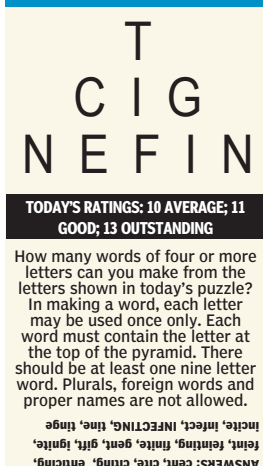 T
C I G
N E F I N
TODAY'S RATINGS: 10 AVERAGE; 11
GOOD; 13 OUTSTANDING
How many words of four or more
letters can you make from the
letters shown in today's puzzle?
In making a word, each letter
may be used once only. Each
word must contain the letter at
the top of the pyramid. There
should be at least one nine letter
word. Plurals, foreign words and
proper names are not allowed.
ANSWERS: cent, cite, citing, enticing,
feint, feinting, finite, gent, gift, ignite,
incite, infect, INFECTING, tine, tinge